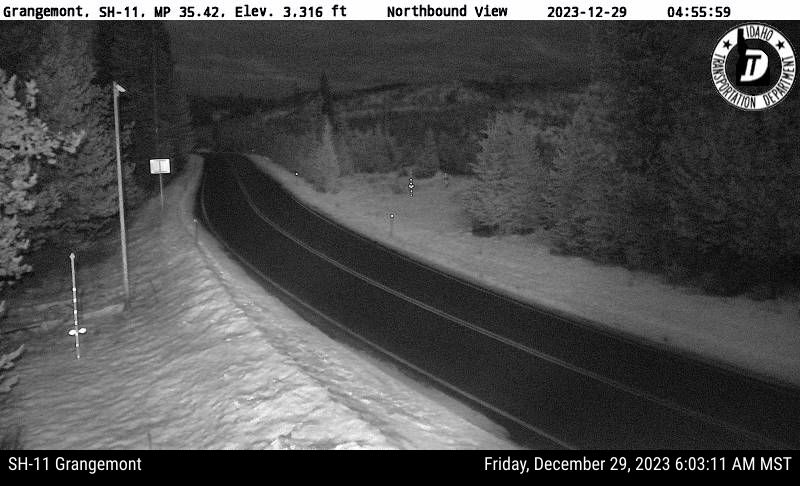 Grangemont, SH-11, MP 35.42, Elev. 3,316 ft Northbound View 2023-12-29 04:55:59
IDAHO
TRANSPORTATION DEPARTMENT
SH-11 Grangemont Friday, December 29, 2023 6:03:11 AM MST